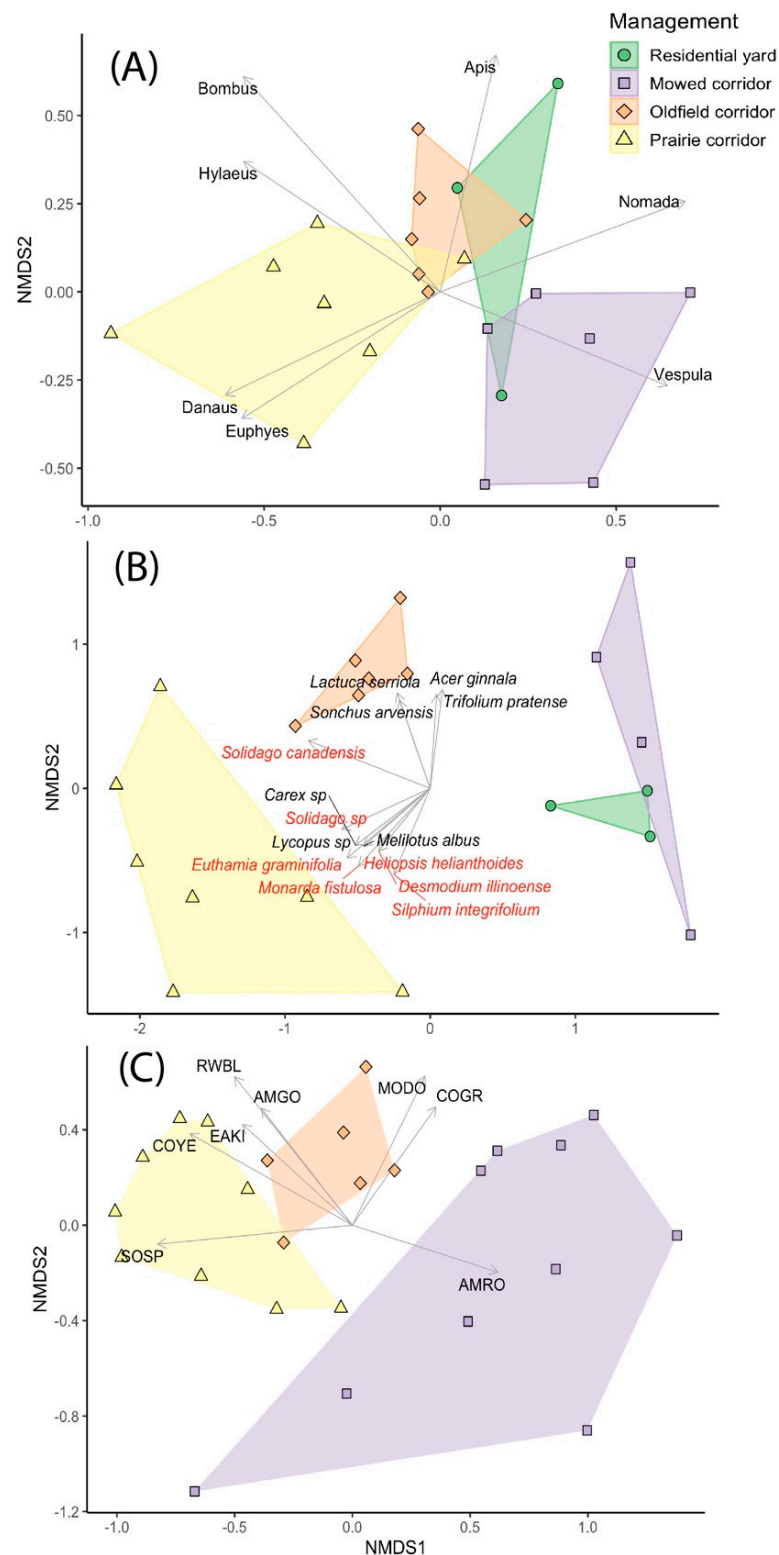 Management
Residential yard
Mowed corridor
Oldfield corridor
Prairie corridor
(A)
Apis
Bombus
Hylaeus
Nomada
Vespula
Danaus
Euphyes
NMDS2
0.50
0.25
0.00
-0.25
-0.50
-1.0
-0.5
0.0
0.5
(B)
Lactuca serriola
Acer ginnala
Sonchus arvensis
Trifolium pratense
Solidago canadensis
Carex sp
Solidago sp
Lycopus sp
Melilotus albus
Euthamia graminifolia
Heliopsis helianthoides
Monarda fistulosa
Desmodium illinoense
Silphium integrifolium
NMDS2
1
0
-1
-2
-1
0
1
(C)
RWBL
MODO
AMGO
COGR
EAKI
COYE
SOSP
AMRO
NMDS2
0.4
0.0
-0.4
-0.8
-1.2
-1.0
-0.5
0.0
0.5
1.0
NMDS1